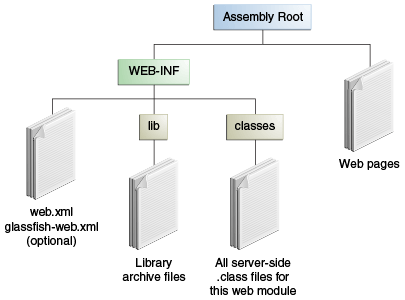 Assembly Root
WEB-INF
lib
classes
Web pages
web.xml
glassfish-web.xml
(optional)
Library
archive files
All server-side
.class files for
this web module